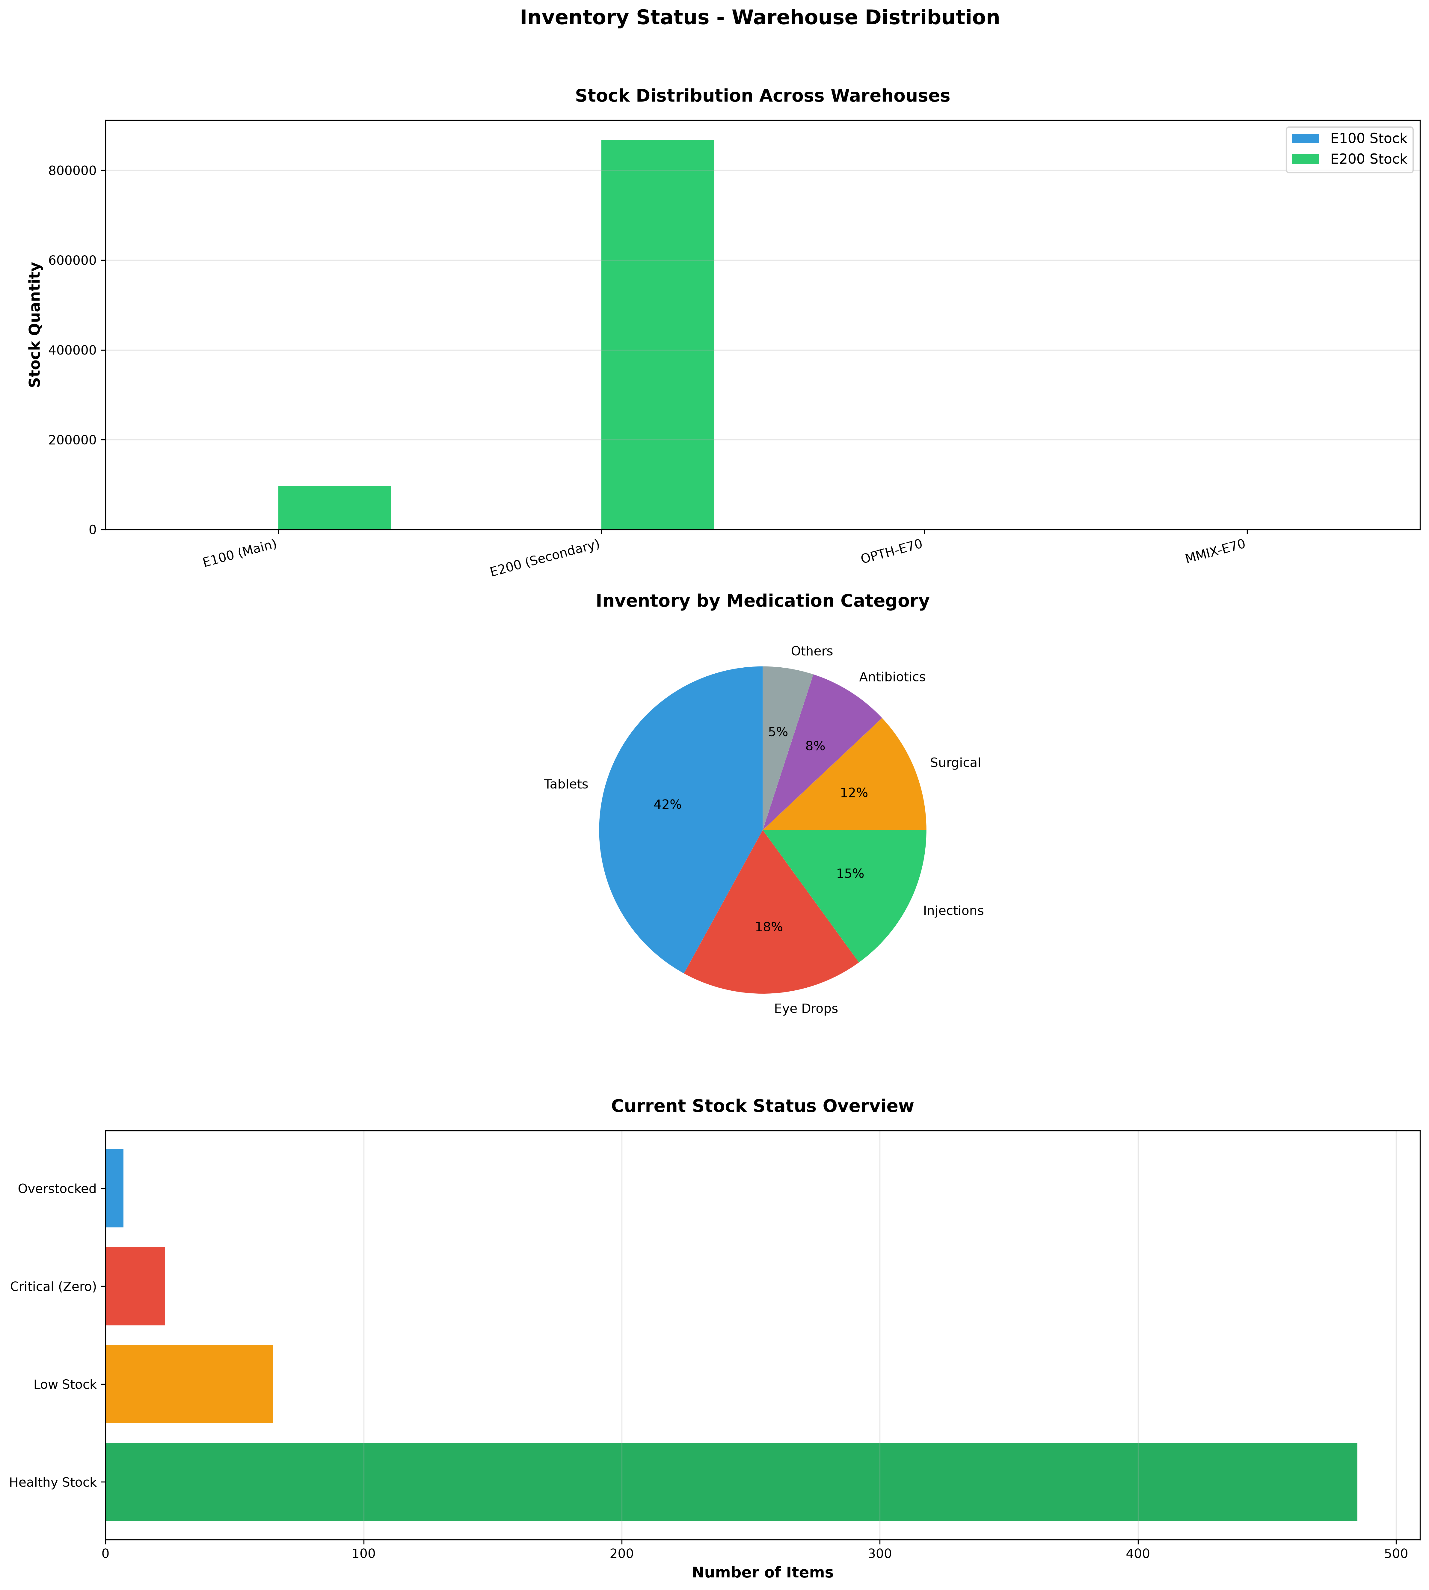 Inventory Status - Warehouse Distribution
Stock Distribution Across Warehouses
E100 Stock
E200 Stock
Stock Quantity
800000
600000
400000
200000
0
E100 (Main)
E200 (Secondary)
OPTH-E70
MMIX-E70
Inventory by Medication Category
Others
Antibiotics
Surgical
Tablets
Injections
Eye Drops
5%
8%
12%
42%
15%
18%
Current Stock Status Overview
Overstocked
Critical (Zero)
Low Stock
Healthy Stock
0
100
200
300
400
500
Number of Items